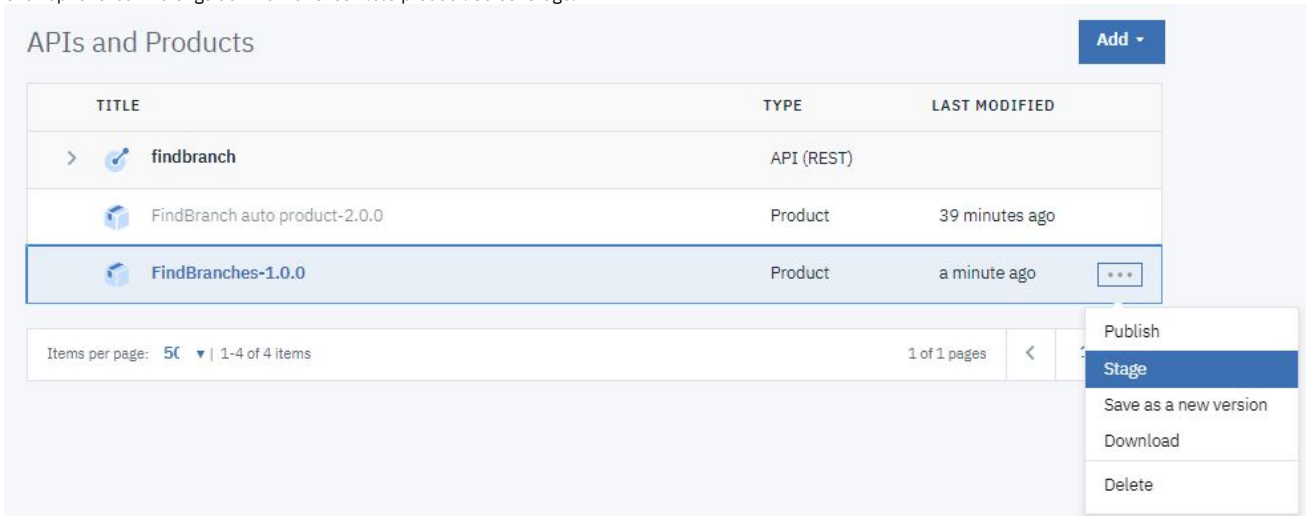 APIs and Products
Add
TITLE TYPE LAST MODIFIED
findbranch API (REST)
FindBranch auto product-2.0.0 Product 39 minutes ago
FindBranches-1.0.0 Product a minute ago
Items per page: 50 | 1-4 of 4 items 1 of 1 pages
Publish
Stage
Save as a new version
Download
Delete